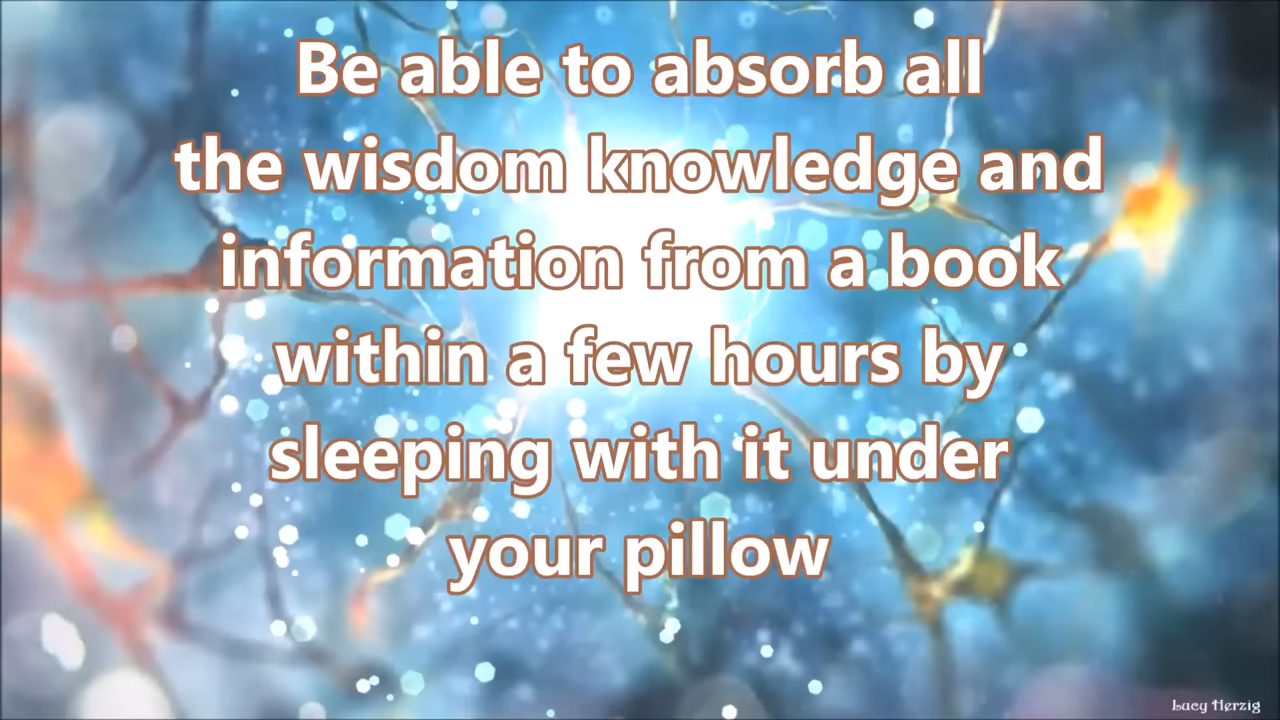 Be able to absorb all
the wisdom knowledge and
information from a book
within a few hours by
sleeping with it under
your pillow
Lucy Herzig